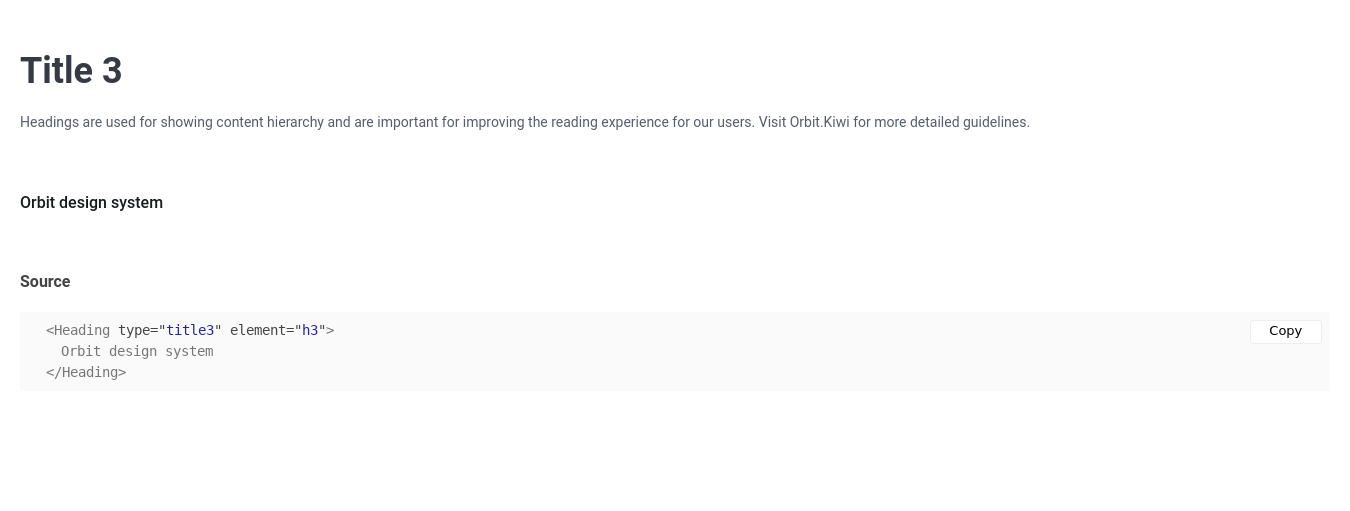 Title 3
Headings are used for showing content hierarchy and are important for improving the reading experience for our users. Visit Orbit.Kiwi for more detailed guidelines.
Orbit design system
Source
<Heading type="title3" element="h3">
Copy
Orbit design system
</Heading>